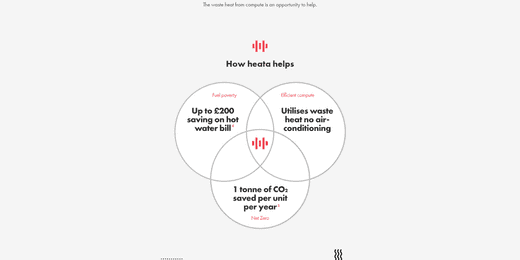 The waste heat from compute is an opportunity to help.
How heata helps
Fuel poverty
Up to £200
saving on hot
water bill*
Efficient compute
Utilises waste
heat no air-
conditioning
1 tonne of CO₂
saved per unit
per year*
Net Zero